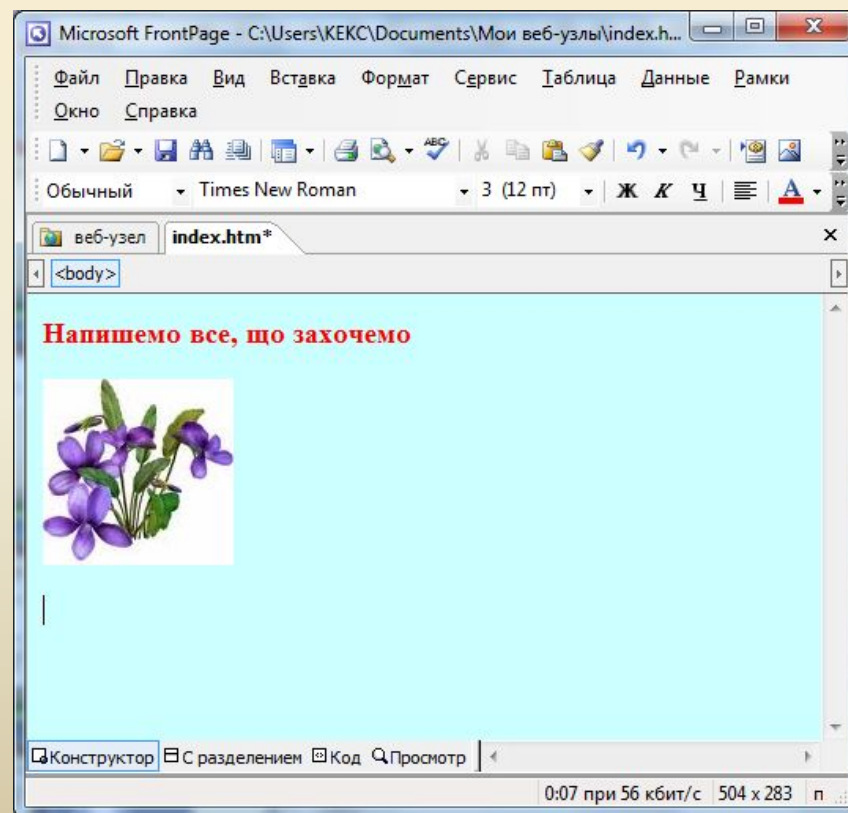 Microsoft FrontPage - C:\Users\КЕКС\Documents\Мои веб-узлы\index.h...
Файл Правка Вид Вставка Формат Сервис Таблица Данные Рамки
Окно Справка
ABC
Обычный Times New Roman 3 (12 пт) Ж К Ч
A
веб-узел index.htm*
<body>
Напишемо все, що захочемо
Конструктор С разделением Код Просмотр
0:07 при 56 кбит/с 504 x 283 п